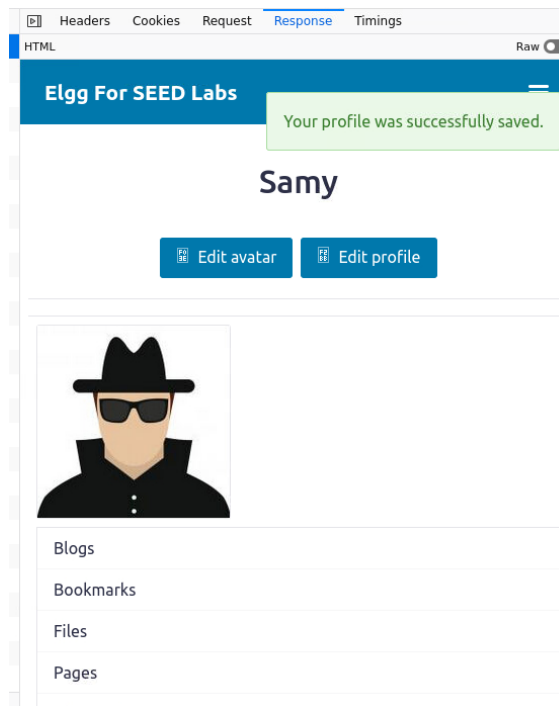 Headers Cookies Request Response Timings
HTML Raw
Elgg For SEED Labs
Your profile was successfully saved.
Samy
Edit avatar Edit profile
Blogs
Bookmarks
Files
Pages